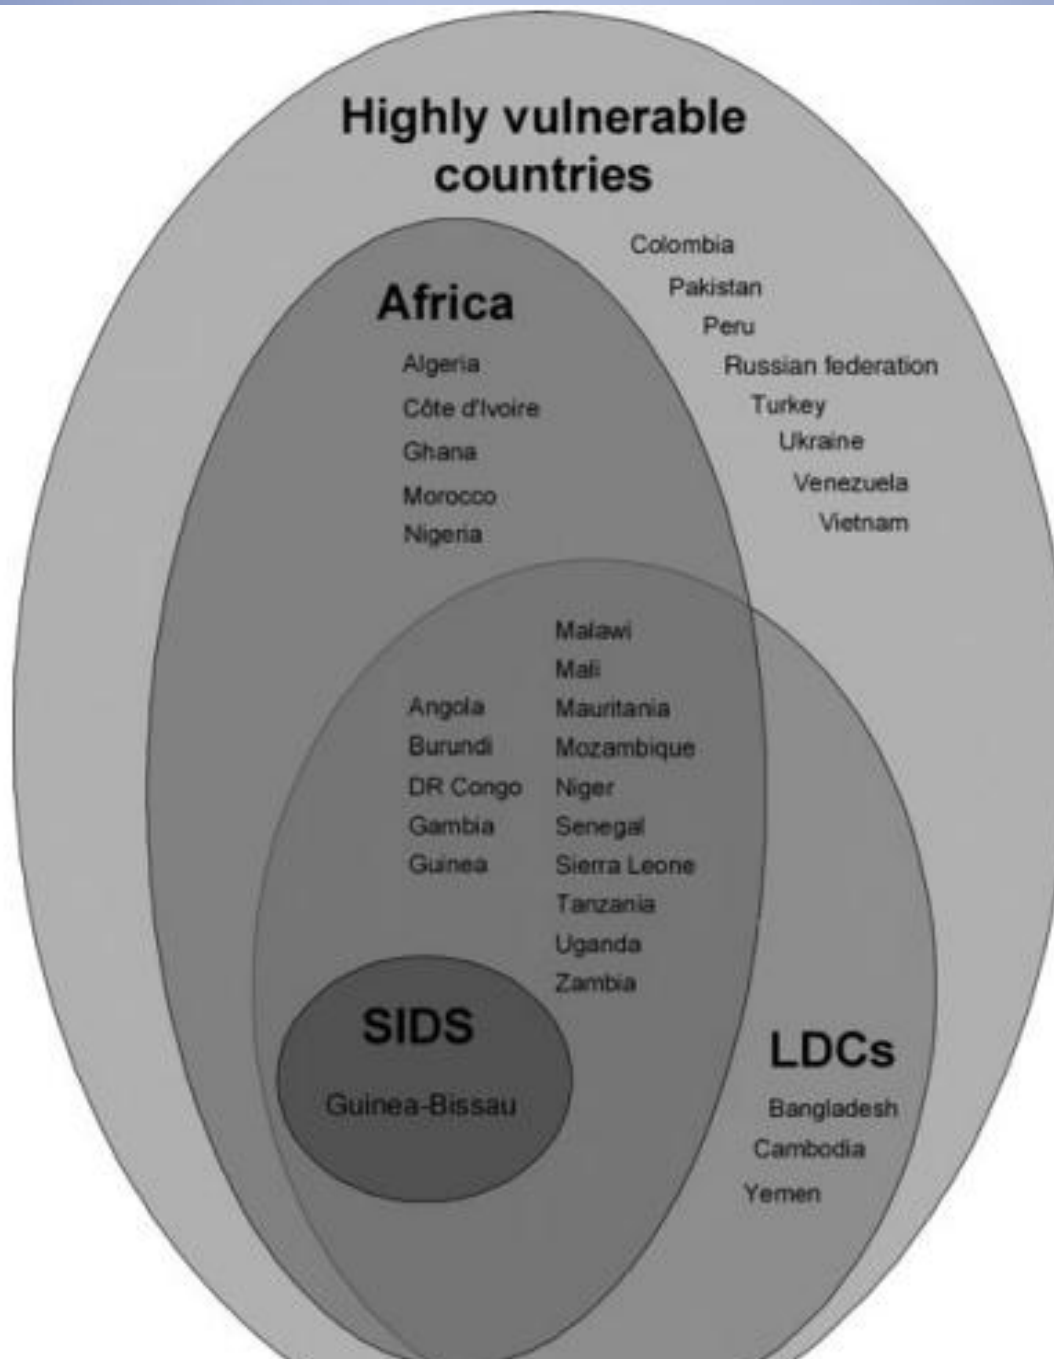 Highly vulnerable
countries
Colombia
Pakistan
Peru
Russian federation
Turkey
Ukraine
Venezuela
Vietnam
Africa
Algeria
Côte d'Ivoire
Ghana
Morocco
Nigeria
Angola
Burundi
DR Congo
Gambia
Guinea
Malawi
Mali
Mauritania
Mozambique
Niger
Senegal
Sierra Leone
Tanzania
Uganda
Zambia
SIDS
Guinea-Bissau
LDCs
Bangladesh
Cambodia
Yemen